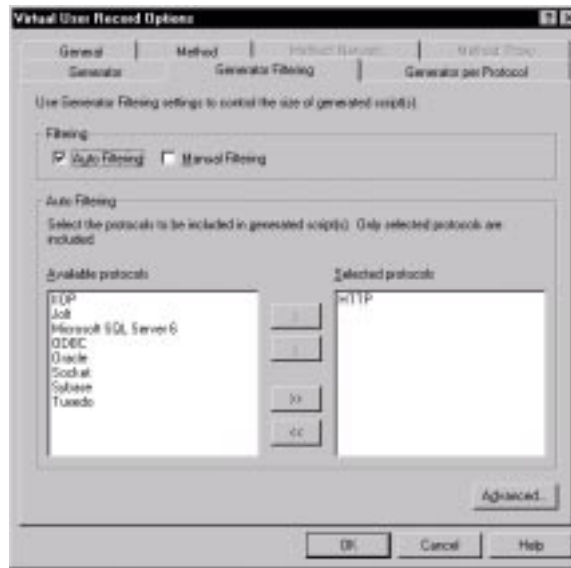 Virtual User Record Options
General
Method
Generator
Generator Filtering
Generator per Protocol
Use Generator Filtering settings to control the size of generated script(s).
Filtering
Auto Filtering
Manual Filtering
Auto Filtering
Select the protocols to be included in generated script(s). Only selected protocols are
included.
Available protocols
Selected protocols
IIOP
HTTP
Jolt
Microsoft SQL Server 6
ODBC
Oracle
Socket
Sybase
Tuxedo
>>
<<
Advanced...
OK
Cancel
Help